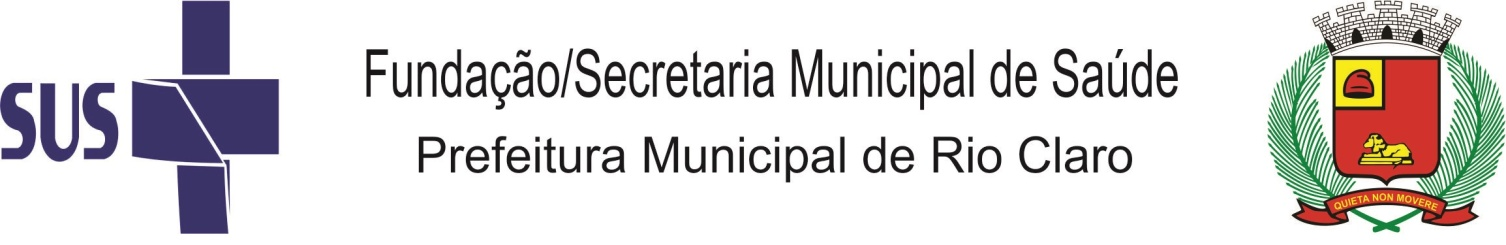 SUS
Fundação/Secretaria Municipal de Saúde
Prefeitura Municipal de Rio Claro
QUIETA NON MOVERE